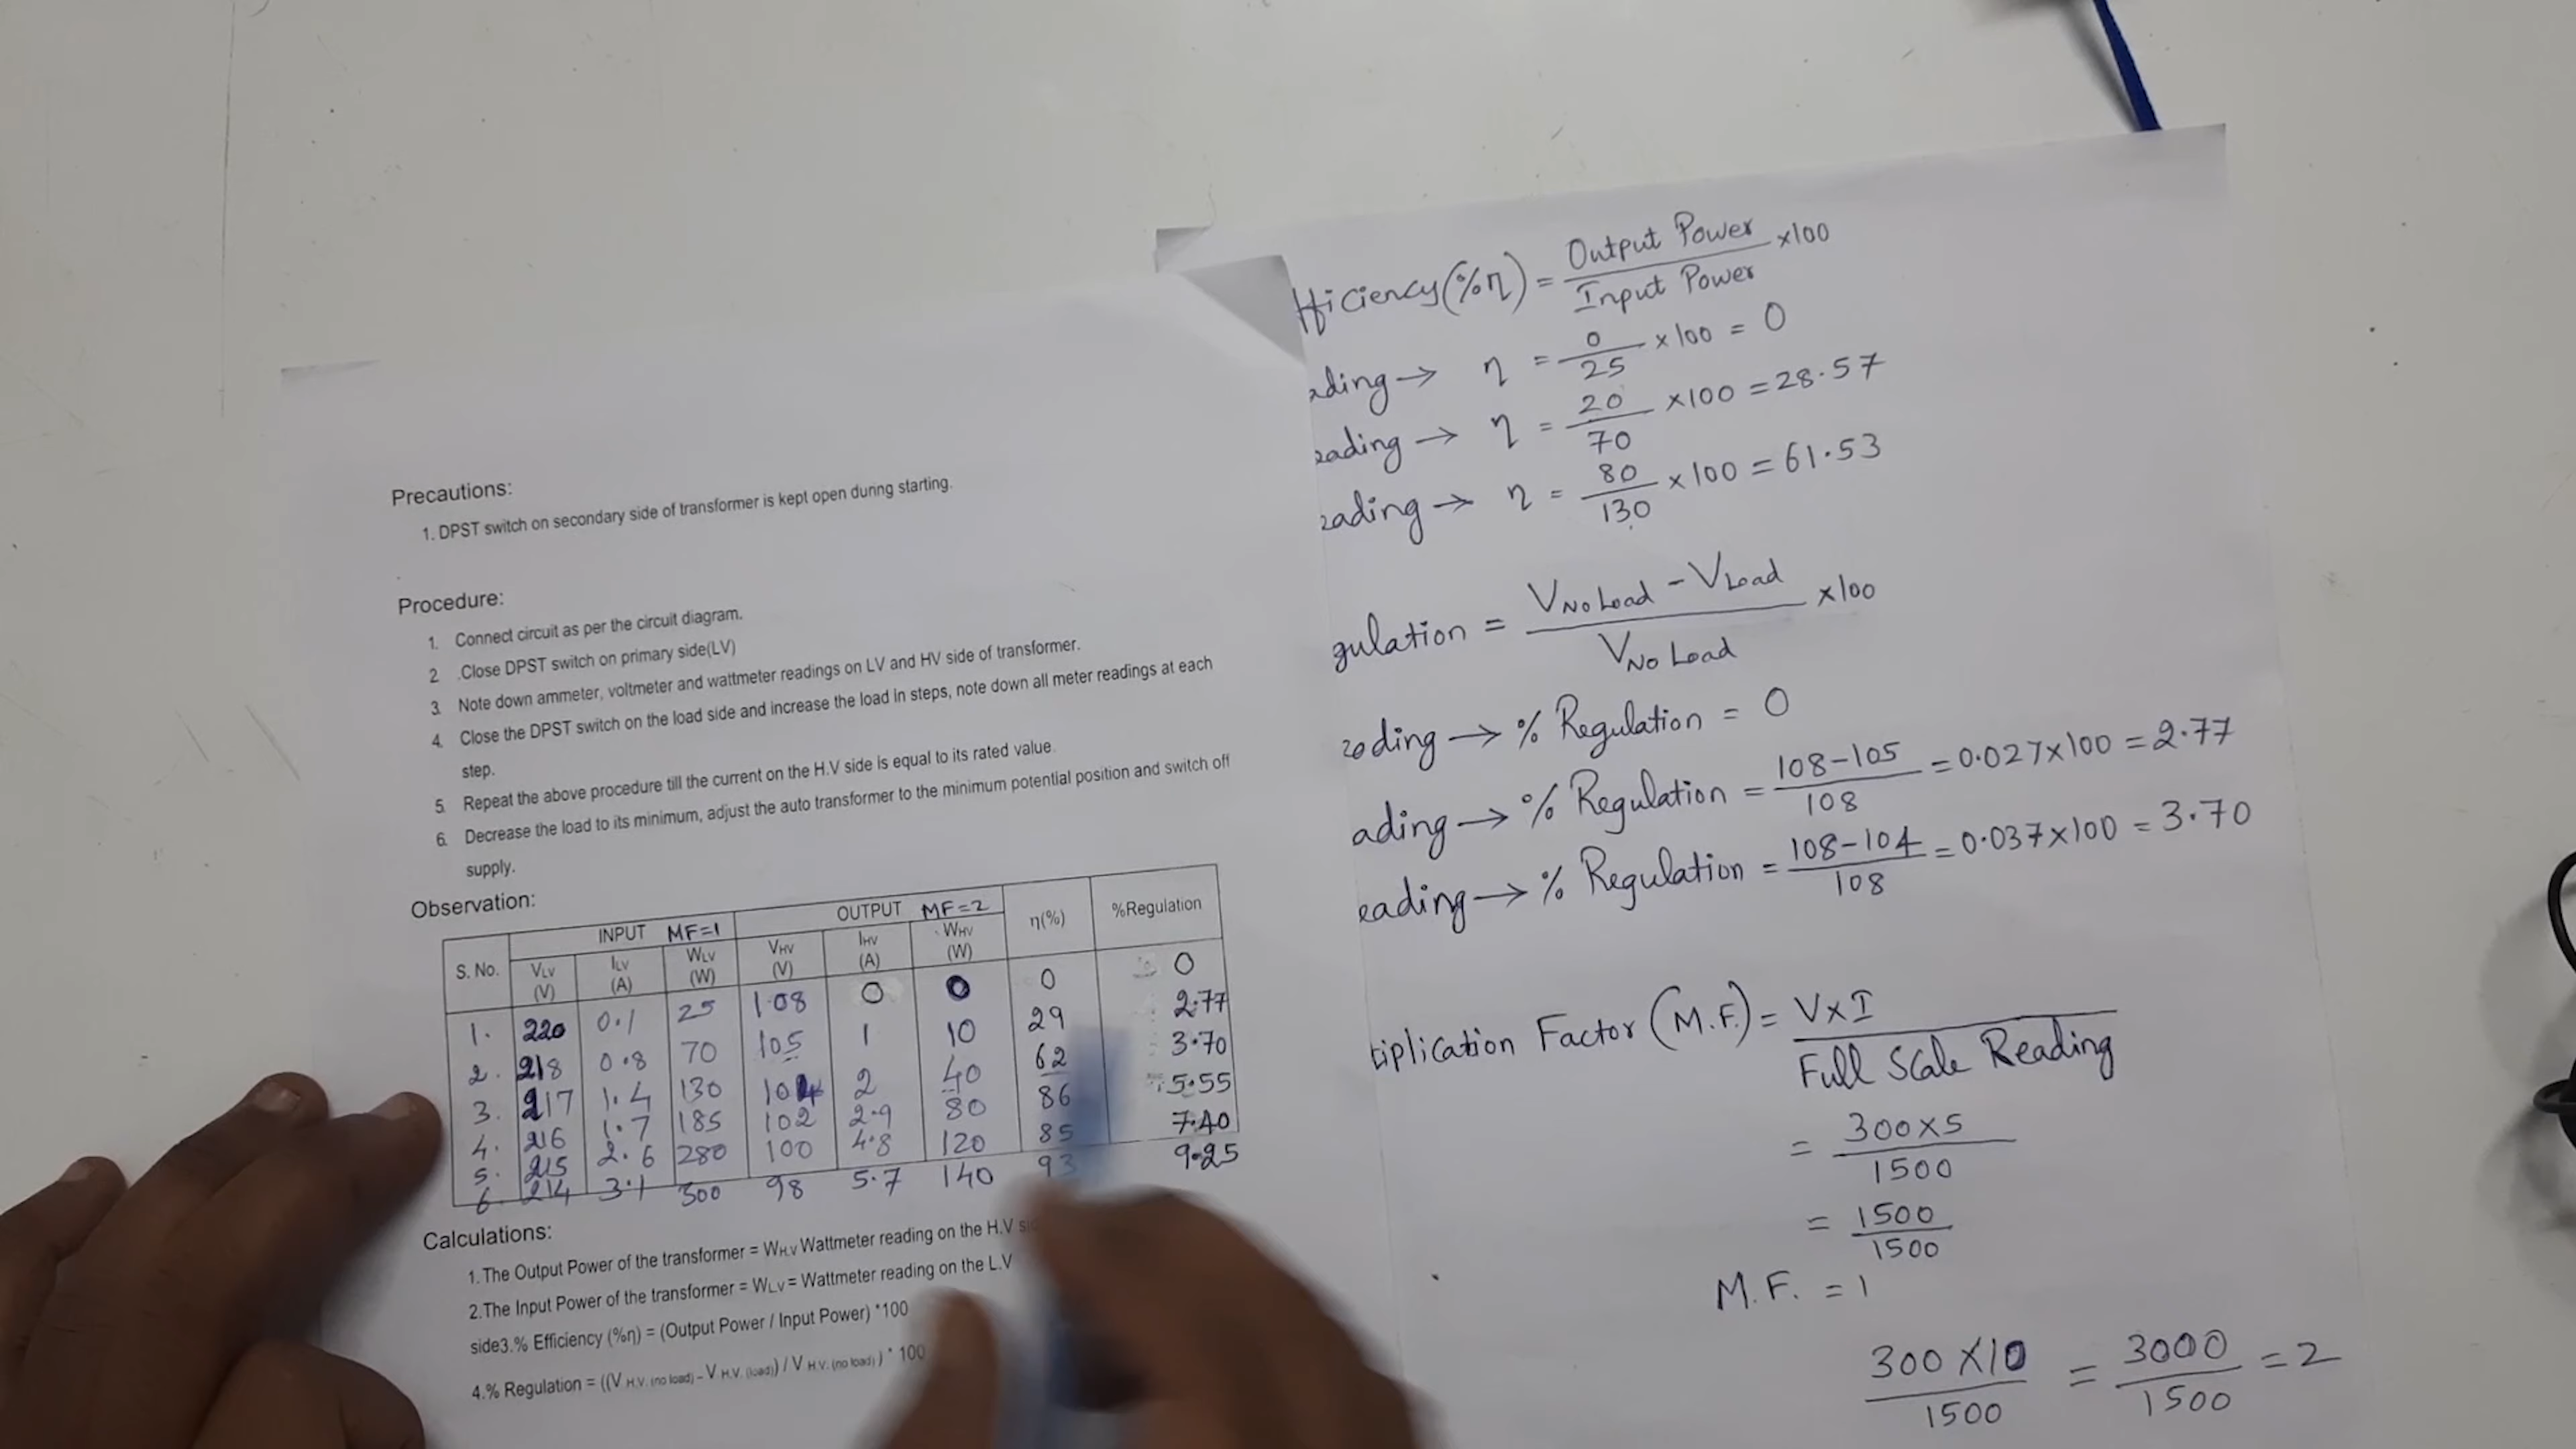 Precautions:
1. DPST switch on secondary side of transformer is kept open during starting.
Procedure:
1. Connect circuit as per the circuit diagram.
2 .Close DPST switch on primary side(LV)
3. Note down ammeter, voltmeter and wattmeter readings on LV and HV side of transformer.
4. Close the DPST switch on the load side and increase the load in steps, note down all meter readings at each
step.
5. Repeat the above procedure till the current on the H.V side is equal to its rated value.
6. Decrease the load to its minimum, adjust the auto transformer to the minimum potential position and switch off
supply.
Observation:
S. No. INPUT MF=1 OUTPUT MF=2 η(%) %Regulation
VLV (V) ILV (A) WLV (W) VHV (V) IHV (A) WHV (W)
1. 220 0.1 25 108 0 0 0 0
2. 218 0.8 70 105 1 10 29 2.77
3. 217 1.4 130 104 2 40 62 3.70
4. 216 1.7 185 102 2.9 80 86 5.55
5. 215 2.6 280 100 4.8 120 85 7.40
6. 214 3.1 300 98 5.7 140 93 9.25
Calculations:
1.The Output Power of the transformer = WH.V Wattmeter reading on the H.V
2.The Input Power of the transformer = WL.V = Wattmeter reading on the L.V
side3.% Efficiency (%η) = (Output Power / Input Power) *100
4.% Regulation = ((V H.V. (no load) – V H.V. (load)) / V H.V. (no load) ) * 100
fficiency (%η) = Output Power / Input Power ×100
ading → η = 0/25 ×100 = 0
eading → η = 20/70 ×100 = 28.57
eading → η = 80/130 ×100 = 61.53
gulation = VNo Load - VLoad / VNo Load ×100
ading → % Regulation = 0
ading → % Regulation = 108-105/108 = 0.027×100 = 2.77
eading → % Regulation = 108-104/108 = 0.037×100 = 3.70
tiplication Factor (M.F.) = V×I / Full Scale Reading
= 300×5/1500
= 1500/1500
M.F. = 1
300×10/1500 = 3000/1500 = 2